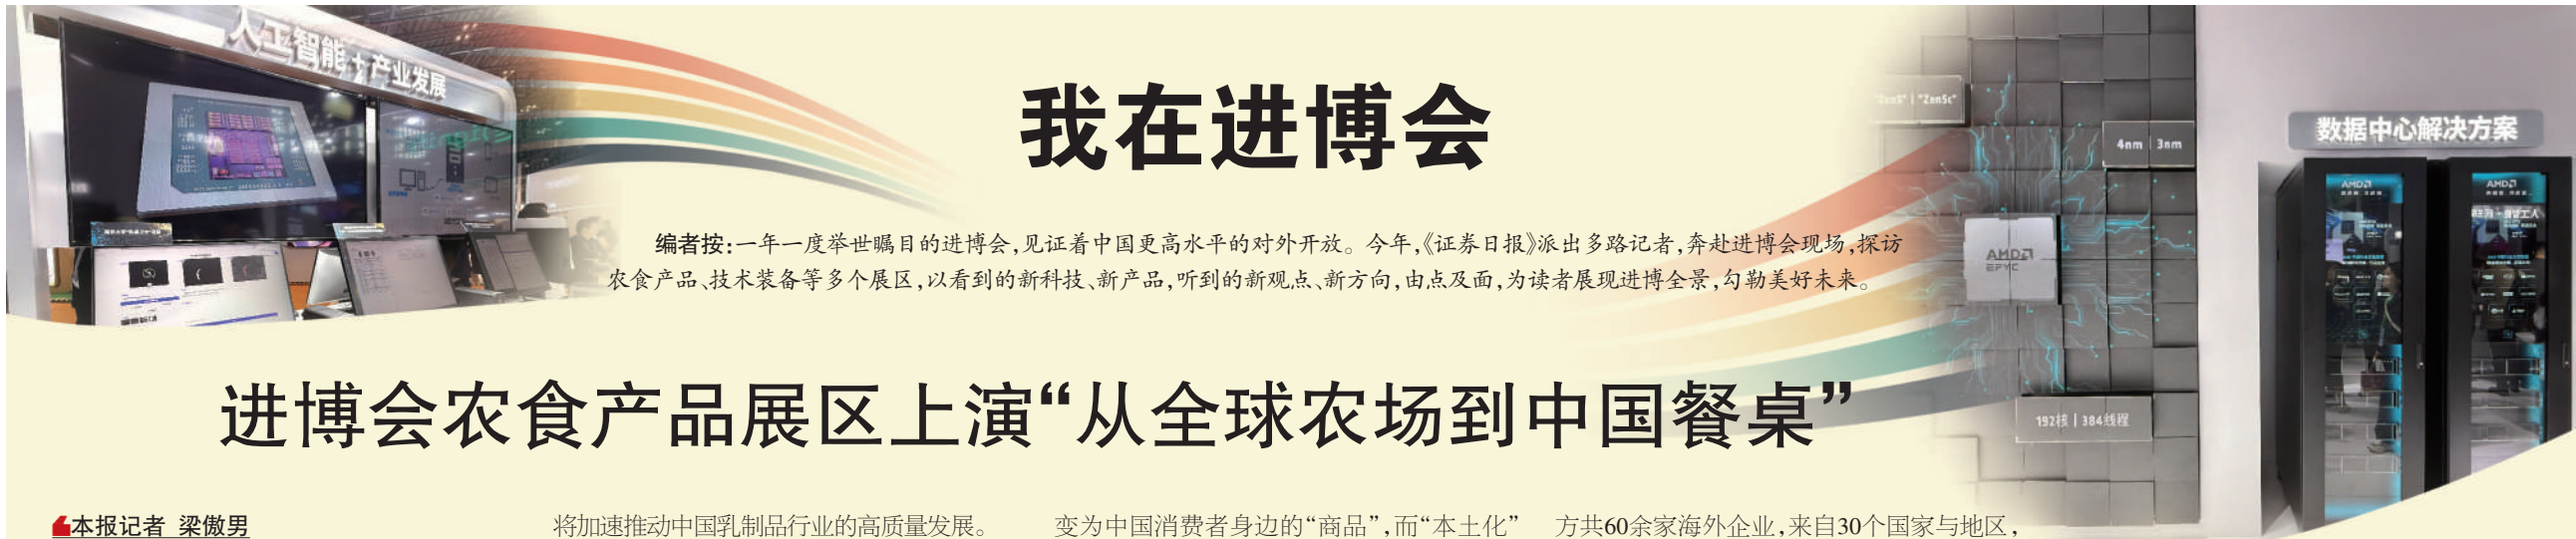 人工智能+产业发展
我在进博会
"Zen5" | "Zen5c"
4nm | 3nm
数据中心解决方案
AMD
AMD
AMD
EPYC
编者按:一年一度举世瞩目的进博会,见证着中国更高水平的对外开放。今年,《证券日报》派出多路记者,奔赴进博会现场,探访
农食产品、技术装备等多个展区,以看到的新科技、新产品,听到的新观点、新方向,由点及面,为读者展现进博全景,勾勒美好未来。
192核 | 384线程
进博会农食产品展区上演“从全球农场到中国餐桌”
本报记者 梁傲男
将加速推动中国乳制品行业的高质量发展。
变为中国消费者身边的“商品”,而“本土化”
方共60余家海外企业,来自30个国家与地区,